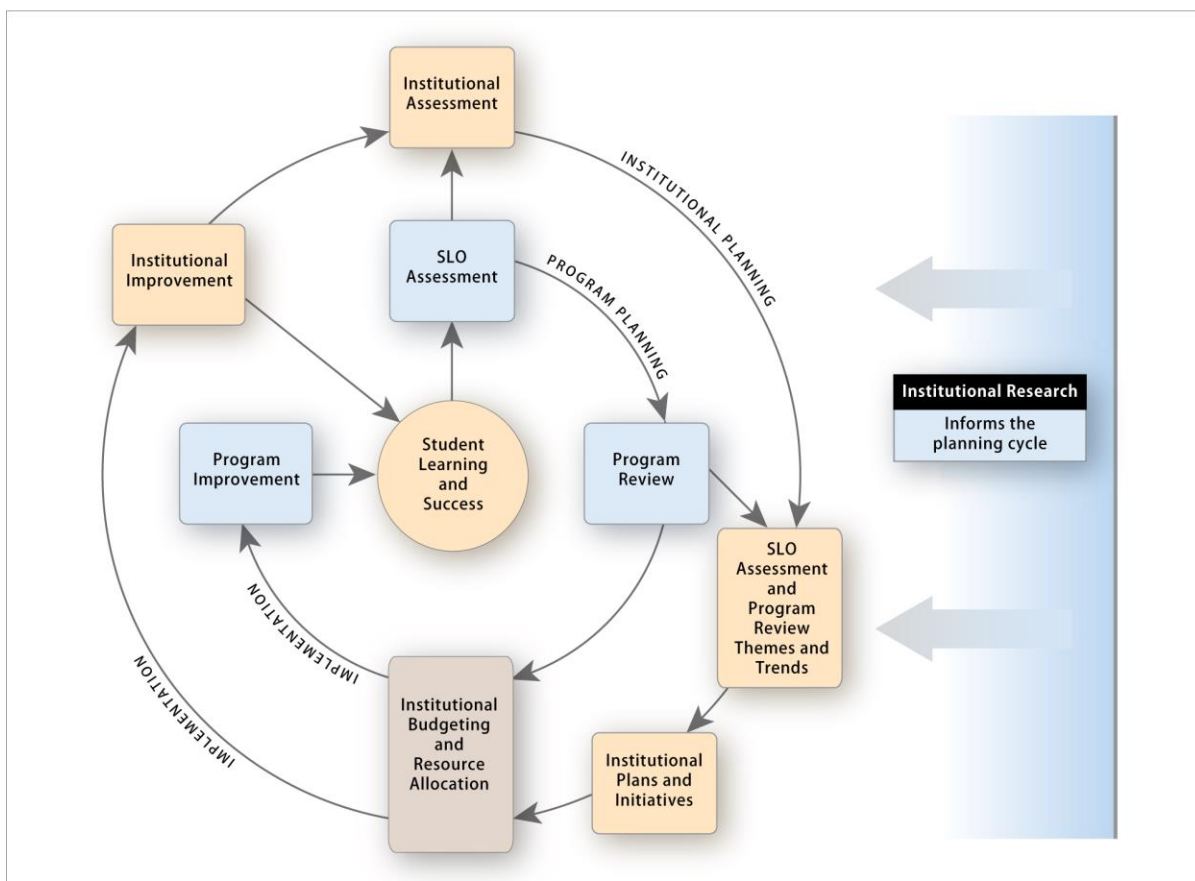 Institutional
Assessment
INSTITUTIONAL PLANNING
Institutional
Improvement
SLO
Assessment
PROGRAM PLANNING
Institutional Research
Informs the
planning cycle
Student
Learning
and
Success
Program
Improvement
Program
Review
SLO
Assessment
and
Program
Review
Themes and
Trends
IMPLEMENTATION
IMPLEMENTATION
Institutional
Budgeting
and
Resource
Allocation
Institutional
Plans and
Initiatives